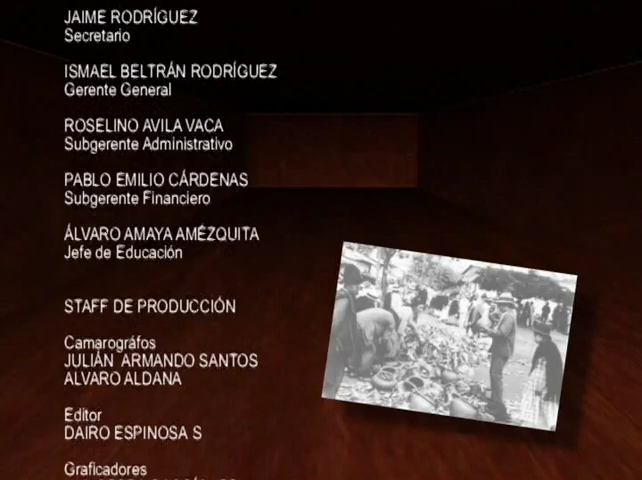 JAIME RODRÍGUEZ
Secretario
ISMAEL BELTRÁN RODRÍGUEZ
Gerente General
ROSELINO AVILA VACA
Subgerente Administrativo
PABLO EMILIO CÁRDENAS
Subgerente Financiero
ÁLVARO AMAYA AMÉZQUITA
Jefe de Educación
STAFF DE PRODUCCIÓN
Camarográfos
JULIÁN ARMANDO SANTOS
ALVARO ALDANA
Editor
DAIRO ESPINOSA S
Graficadores